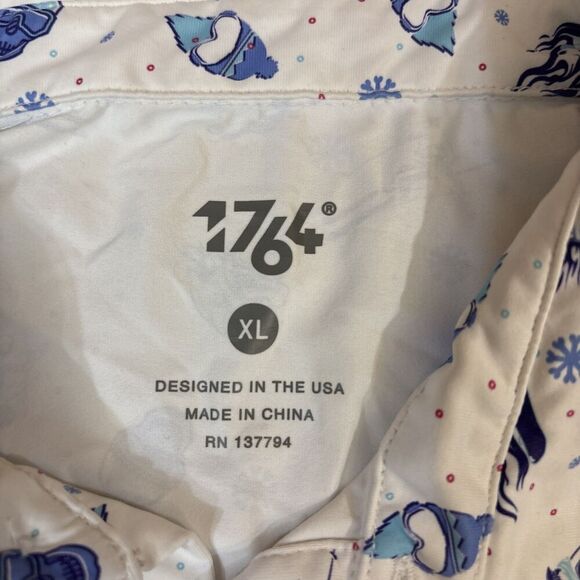 1764®
XL
DESIGNED IN THE USA
MADE IN CHINA
RN 137794